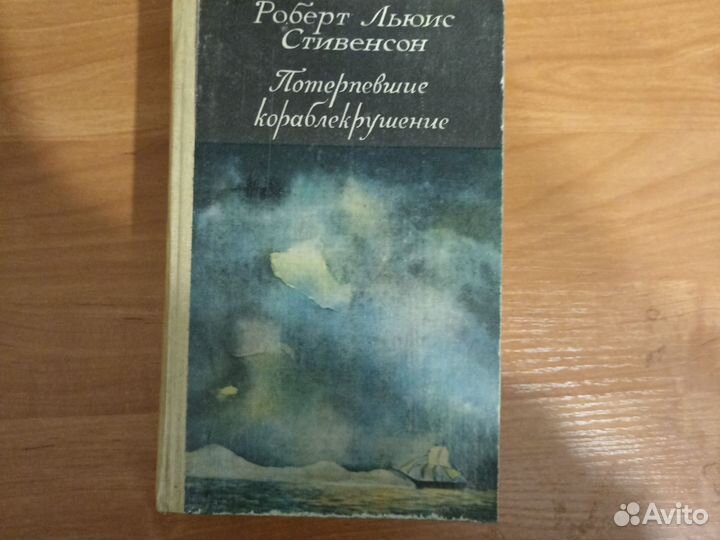 Роберт Льюис
Стивенсон
Потерпевшие
кораблекрушение
Avito